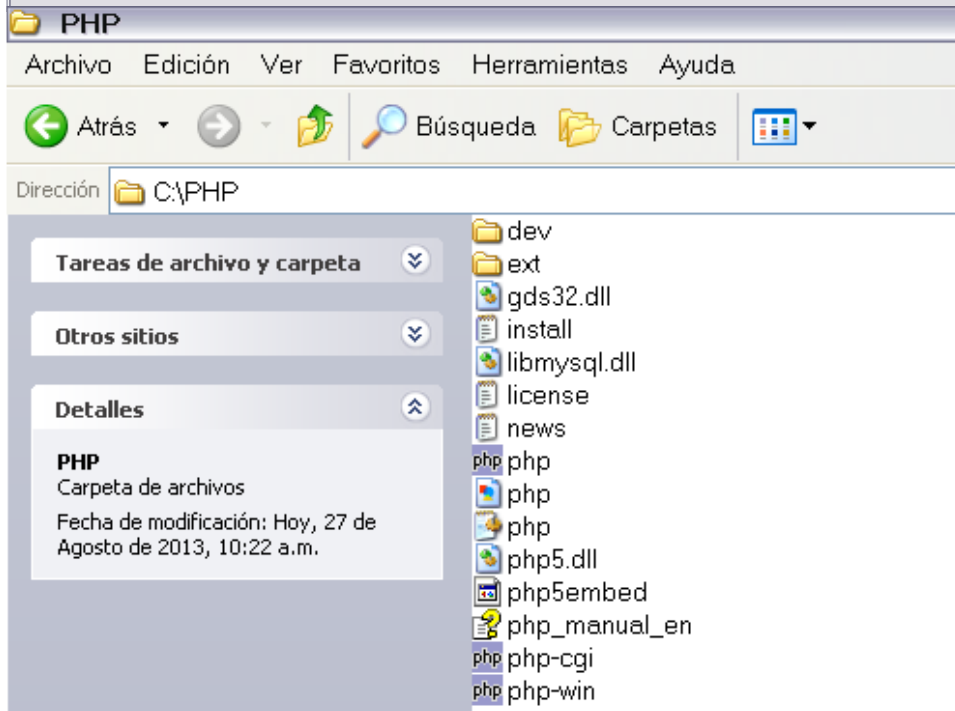 PHP
Archivo Edición Ver Favoritos Herramientas Ayuda
Atrás Búsqueda Carpetas
Dirección C:\PHP
Tareas de archivo y carpeta
Otros sitios
Detalles
PHP
Carpeta de archivos
Fecha de modificación: Hoy, 27 de
Agosto de 2013, 10:22 a.m.
dev
ext
gds32.dll
install
libmysql.dll
license
news
php php
php
php
php5.dll
php5embed
php_manual_en
php php-cgi
php php-win